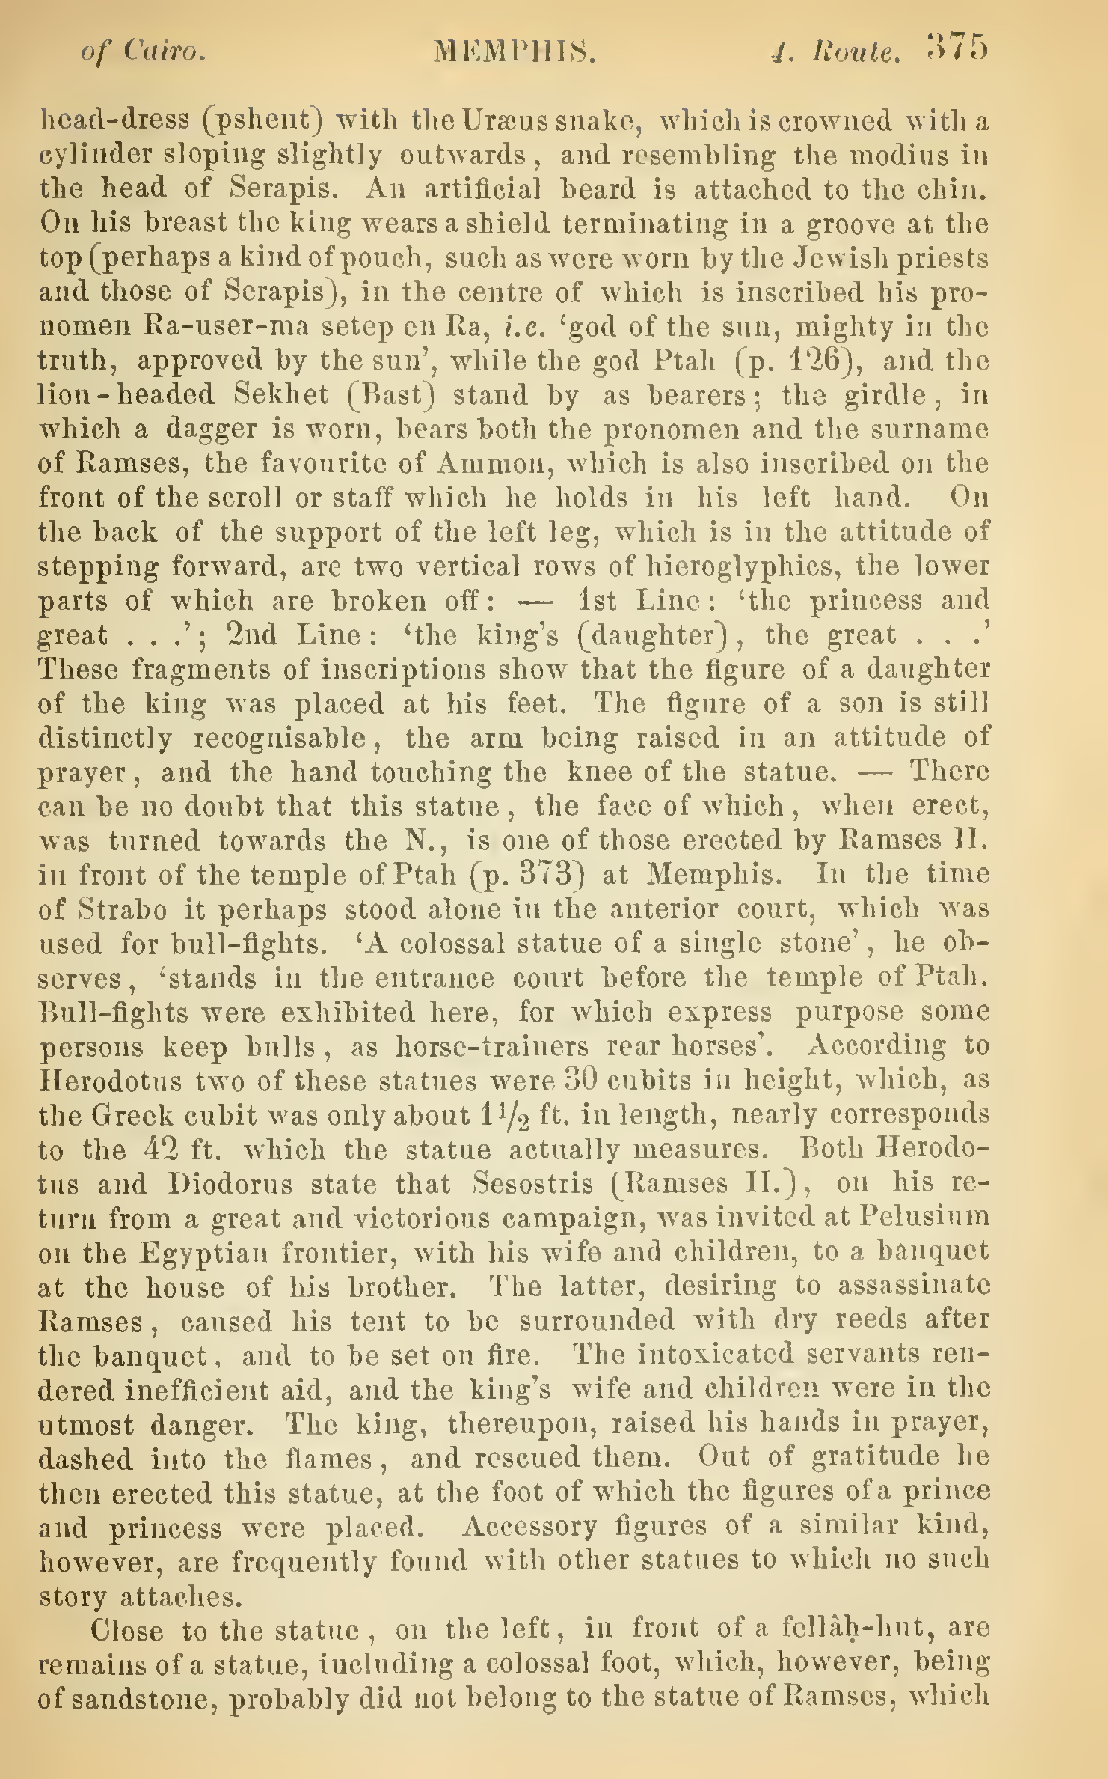 of Cairo. MEMPHIS. 4. Route. 375
head-dress (pshent) with the Uræus snake, which is crowned with a
cylinder sloping slightly outwards, and resembling the modius in
the head of Serapis. An artificial beard is attached to the chin.
On his breast the king wears a shield terminating in a groove at the
top (perhaps a kind of pouch, such as were worn by the Jewish priests
and those of Serapis), in the centre of which is inscribed his pro-
nomen Ra-user-ma setep en Ra, i.e. ‘god of the sun, mighty in the
truth, approved by the sun’, while the god Ptah (p. 126), and the
lion-headed Sekhet (Bast) stand by as bearers; the girdle, in
which a dagger is worn, bears both the pronomen and the surname
of Ramses, the favourite of Ammon, which is also inscribed on the
front of the scroll or staff which he holds in his left hand. On
the back of the support of the left leg, which is in the attitude of
stepping forward, are two vertical rows of hieroglyphics, the lower
parts of which are broken off: — 1st Line: ‘the princess and
great . . .’; 2nd Line: ‘the king’s (daughter), the great . . .’
These fragments of inscriptions show that the figure of a daughter
of the king was placed at his feet. The figure of a son is still
distinctly recognisable, the arm being raised in an attitude of
prayer, and the hand touching the knee of the statue. — There
can be no doubt that this statue, the face of which, when erect,
was turned towards the N., is one of those erected by Ramses II.
in front of the temple of Ptah (p. 373) at Memphis. In the time
of Strabo it perhaps stood alone in the anterior court, which was
used for bull-fights. ‘A colossal statue of a single stone’, he ob-
serves, ‘stands in the entrance court before the temple of Ptah.
Bull-fights were exhibited here, for which express purpose some
persons keep bulls, as horse-trainers rear horses’. According to
Herodotus two of these statues were 30 cubits in height, which, as
the Greek cubit was only about 1½ ft. in length, nearly corresponds
to the 42 ft. which the statue actually measures. Both Herodo-
tus and Diodorus state that Sesostris (Ramses II.), on his re-
turn from a great and victorious campaign, was invited at Pelusium
on the Egyptian frontier, with his wife and children, to a banquet
at the house of his brother. The latter, desiring to assassinate
Ramses, caused his tent to be surrounded with dry reeds after
the banquet, and to be set on fire. The intoxicated servants ren-
dered inefficient aid, and the king’s wife and children were in the
utmost danger. The king, thereupon, raised his hands in prayer,
dashed into the flames, and rescued them. Out of gratitude he
then erected this statue, at the foot of which the figures of a prince
and princess were placed. Accessory figures of a similar kind,
however, are frequently found with other statues to which no such
story attaches.
Close to the statue, on the left, in front of a fellâḥ-hut, are
remains of a statue, including a colossal foot, which, however, being
of sandstone, probably did not belong to the statue of Ramses, which